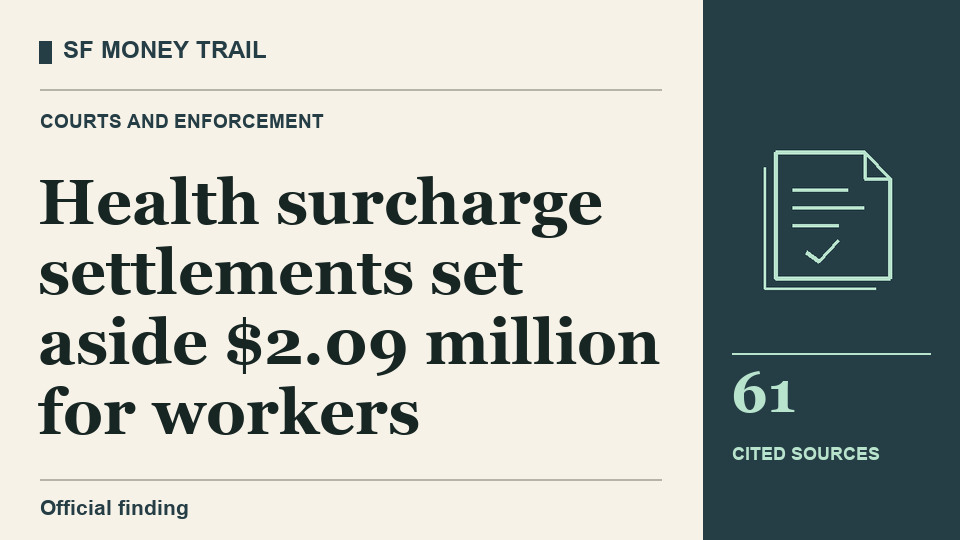 SF MONEY TRAIL
COURTS AND ENFORCEMENT
Health surcharge
settlements set
aside $2.09 million
for workers
Official finding
61
CITED SOURCES